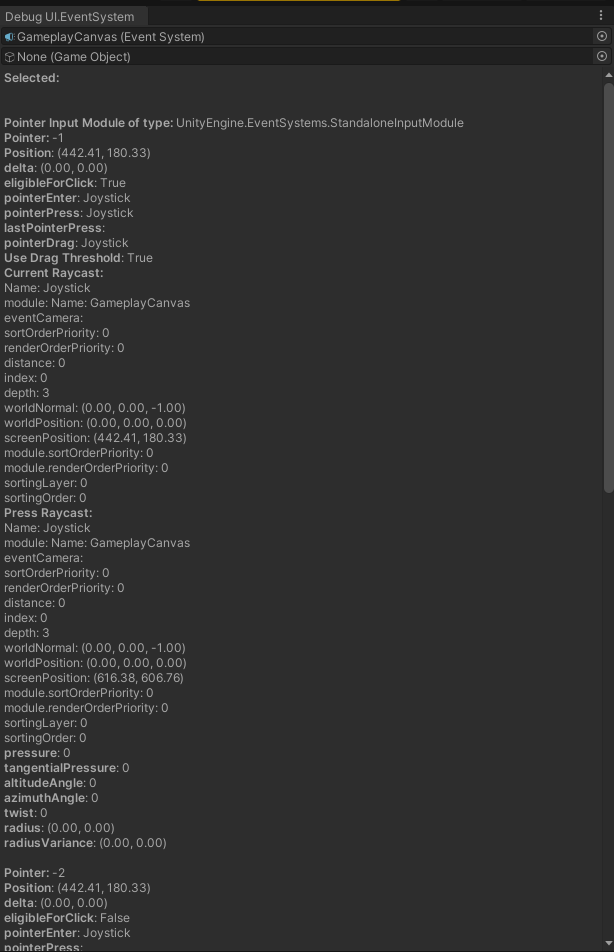 Debug UI.EventSystem
GameplayCanvas (Event System)
None (Game Object)
Selected:
Pointer Input Module of type: UnityEngine.EventSystems.StandaloneInputModule
Pointer: -1
Position: (442.41, 180.33)
delta: (0.00, 0.00)
eligibleForClick: True
pointerEnter: Joystick
pointerPress: Joystick
lastPointerPress:
pointerDrag: Joystick
Use Drag Threshold: True
Current Raycast:
Name: Joystick
module: Name: GameplayCanvas
eventCamera:
sortOrderPriority: 0
renderOrderPriority: 0
distance: 0
index: 0
depth: 3
worldNormal: (0.00, 0.00, -1.00)
worldPosition: (0.00, 0.00, 0.00)
screenPosition: (442.41, 180.33)
module.sortOrderPriority: 0
module.renderOrderPriority: 0
sortingLayer: 0
sortingOrder: 0
Press Raycast:
Name: Joystick
module: Name: GameplayCanvas
eventCamera:
sortOrderPriority: 0
renderOrderPriority: 0
distance: 0
index: 0
depth: 3
worldNormal: (0.00, 0.00, -1.00)
worldPosition: (0.00, 0.00, 0.00)
screenPosition: (616.38, 606.76)
module.sortOrderPriority: 0
module.renderOrderPriority: 0
sortingLayer: 0
sortingOrder: 0
pressure: 0
tangentialPressure: 0
altitudeAngle: 0
azimuthAngle: 0
twist: 0
radius: (0.00, 0.00)
radiusVariance: (0.00, 0.00)
Pointer: -2
Position: (442.41, 180.33)
delta: (0.00, 0.00)
eligibleForClick: False
pointerEnter: Joystick
pointerPress: